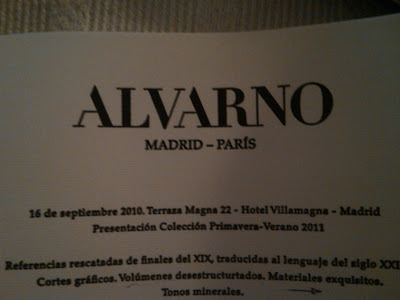 ALVARNO
MADRID – PARÍS
16 de septiembre 2010. Terraza Magna 22 - Hotel Villamagna - Madrid
Presentación Colección Primavera-Verano 2011
Referencias rescatadas de finales del XIX, traducidas al lenguaje del siglo XXI
Cortes gráficos. Volúmenes desestructurtados. Materiales exquisitos.
Tonos minerales.